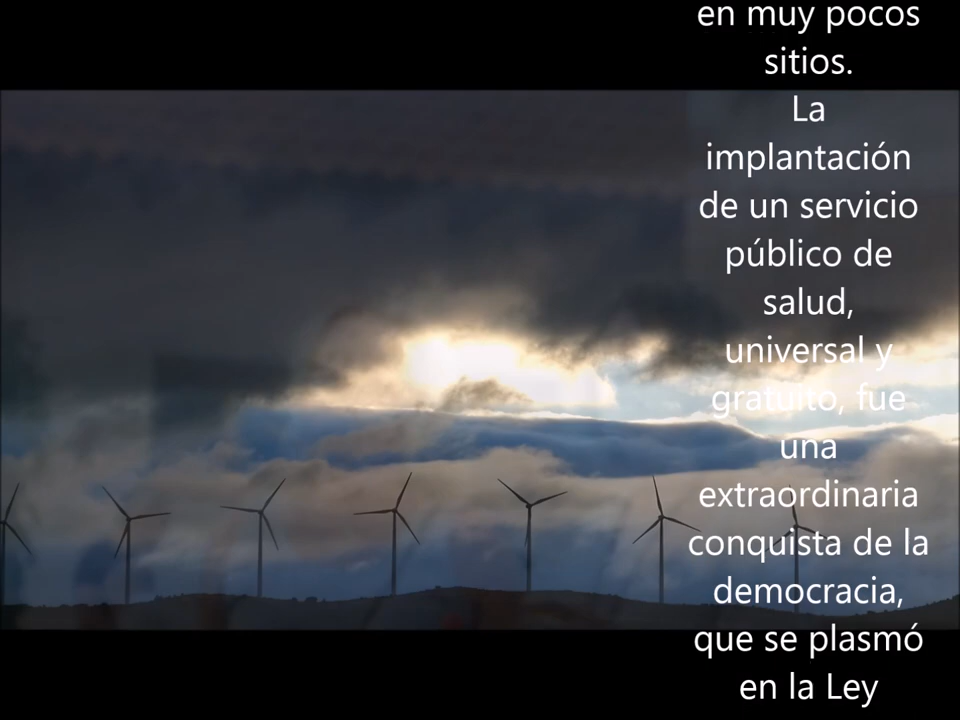 en muy pocos
sitios.
La
implantación
de un servicio
público de
salud,
universal y
gratuito, fue
una
extraordinaria
conquista de la
democracia,
que se plasmó
en la Ley